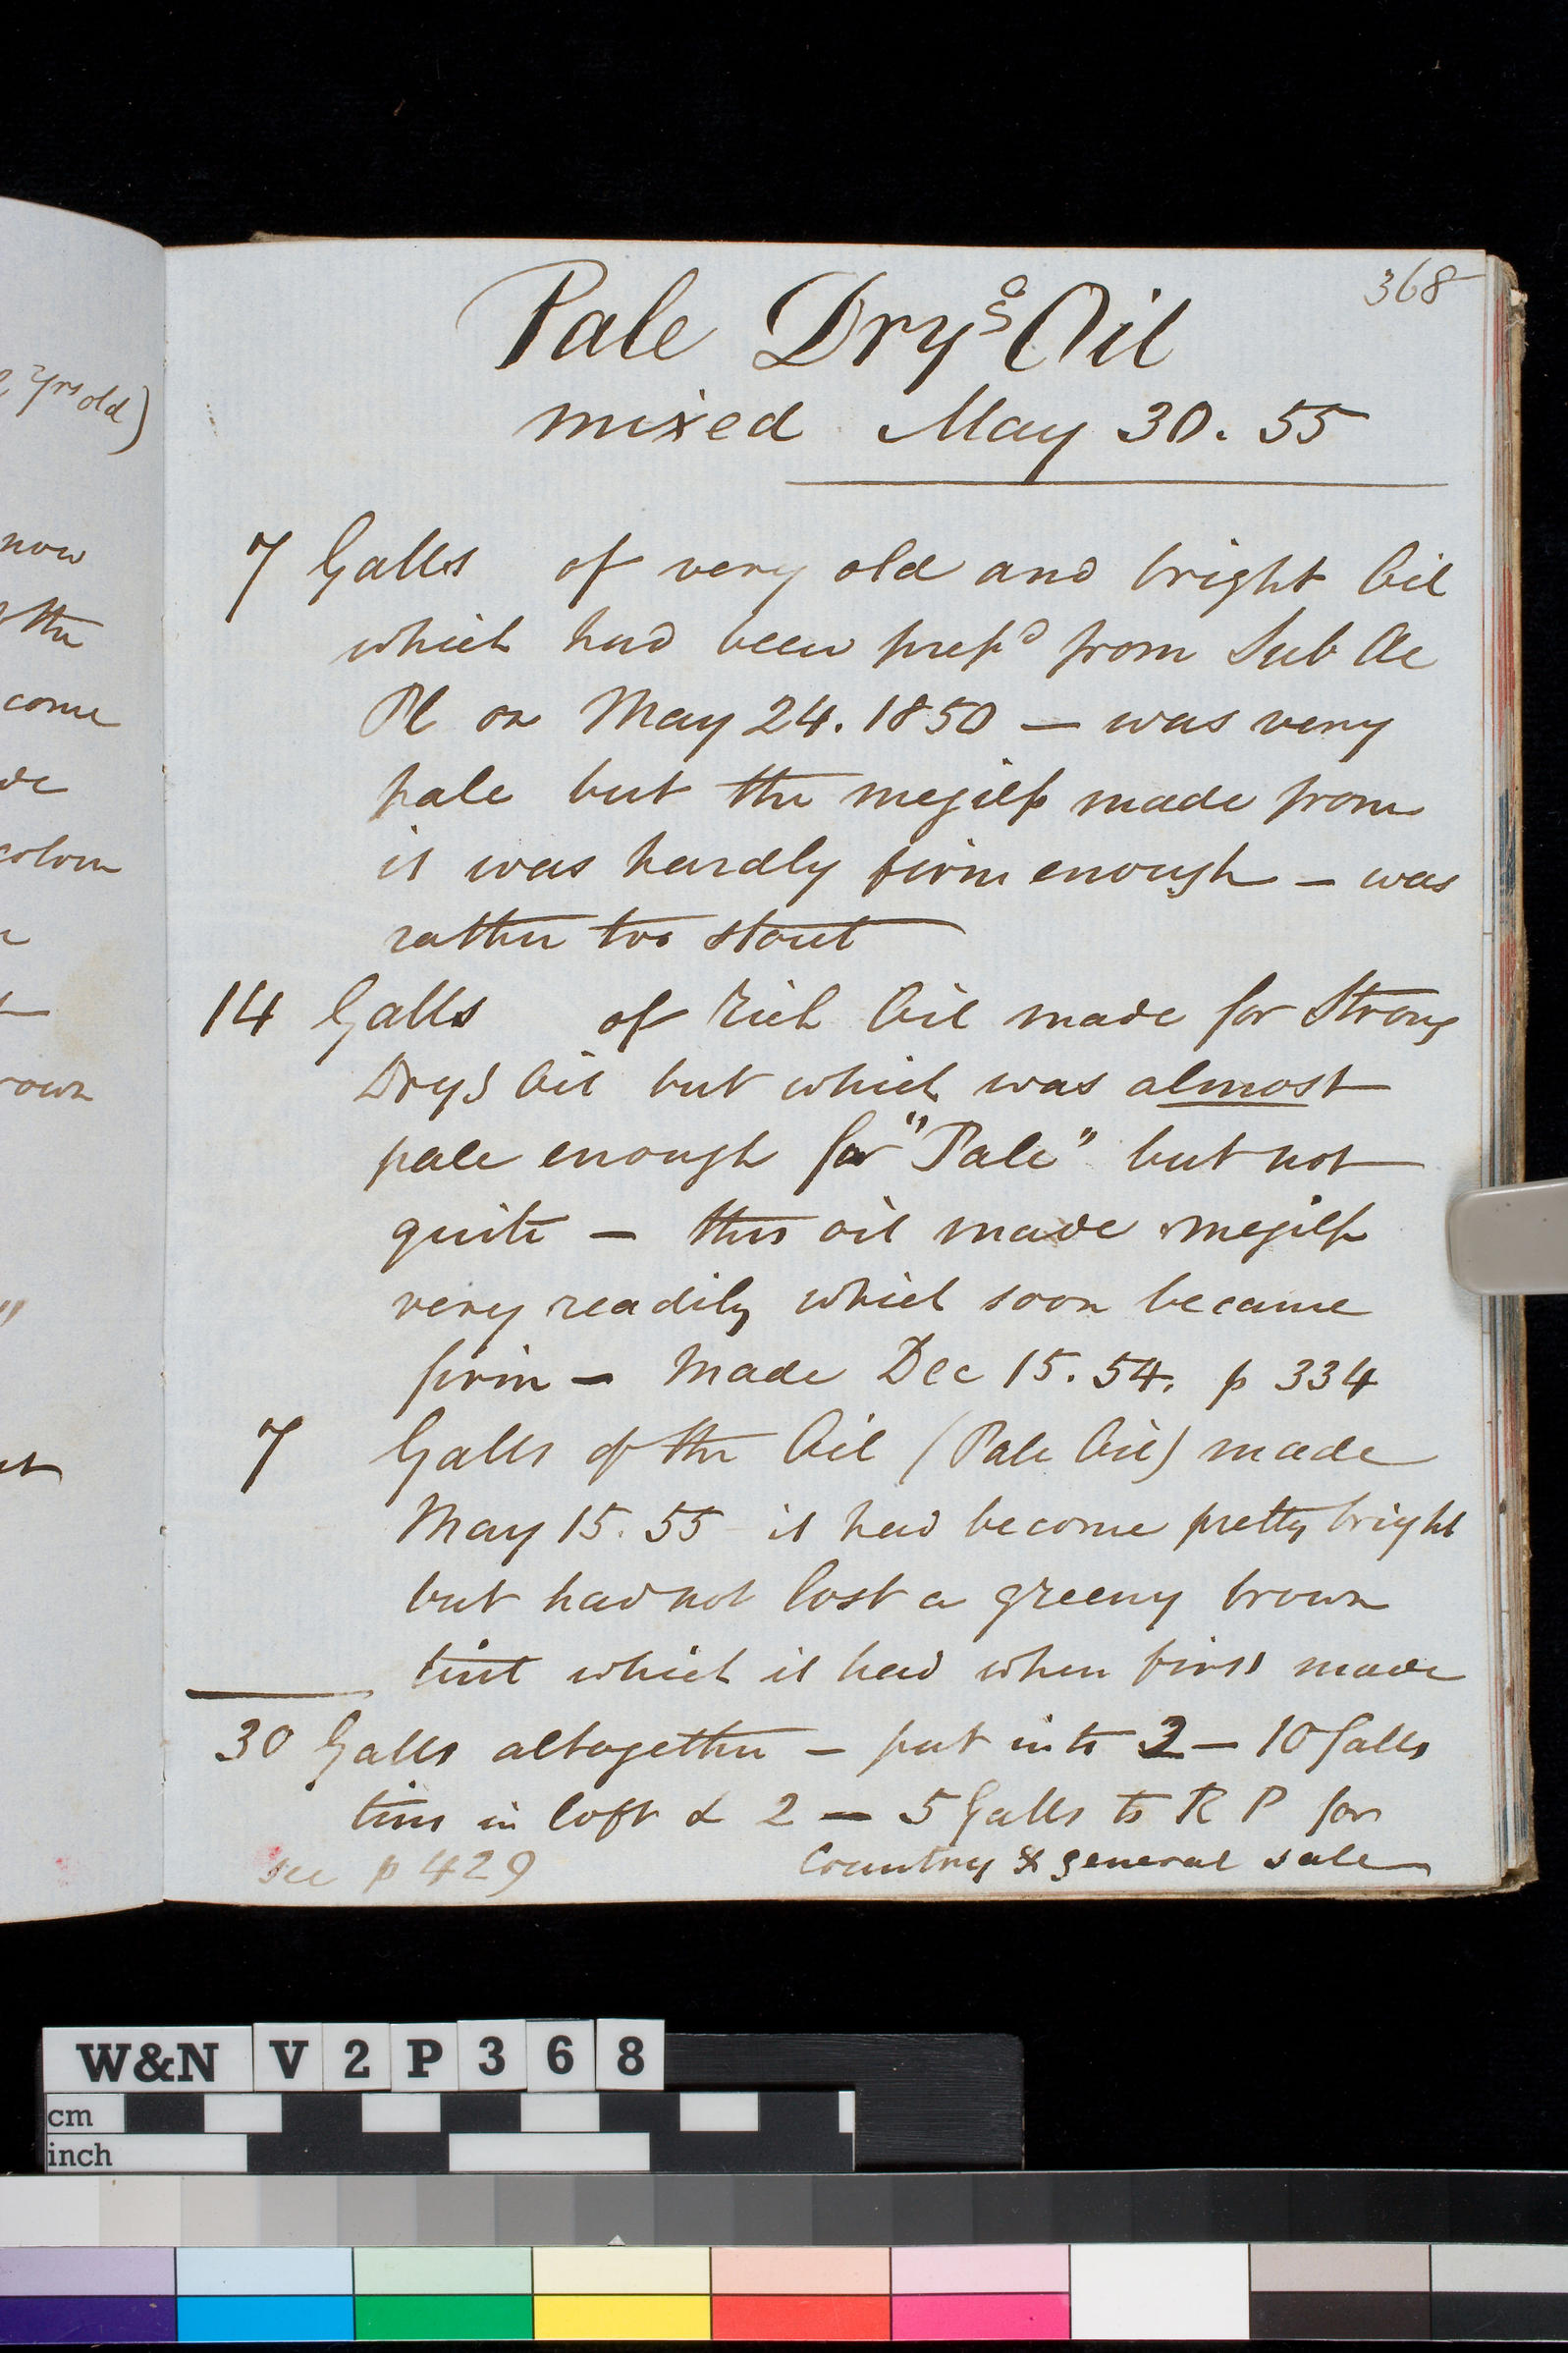 368
Pale Dryg Oil
mixed May 30. 55
7 Galls of very old and bright Oil
which had been prepd from Sub Ac
Pl on May 24. 1850 — was very
pale but the megilp made from
it was hardly firm enough — was
rather too stout
14 Galls of rich Oil made for Strong
Dryg Oil but which was almost
pale enough for "Pale" but not
quite — this oil made megilp
very readily which soon became
firm — Made Dec 15. 54. p 334
7 Galls of the Oil (Pale Oil) made
May 15. 55 it had become pretty bright
but had not lost a greeny brown
tint which it had when first made
30 Galls altogether — put into 2 — 10 Galls
tins in loft & 2 — 5 Galls to R P for
Country & general sale
see p 429
yrs old)
now
the
come
colour
W&N V2P368
cm
inch